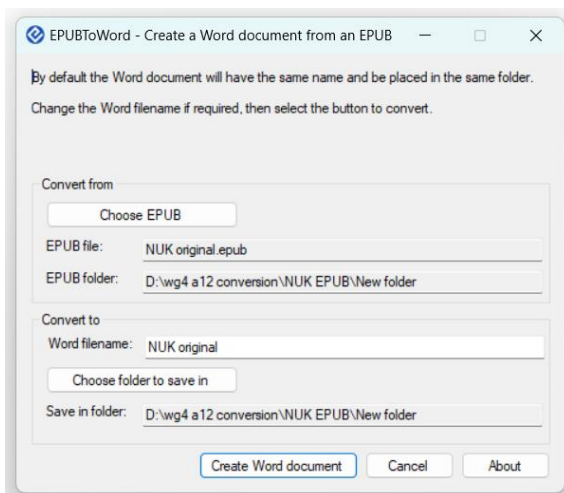 EPUBToWord - Create a Word document from an EPUB
By default the Word document will have the same name and be placed in the same folder.
Change the Word filename if required, then select the button to convert.
Convert from
Choose EPUB
EPUB file: NUK original.epub
EPUB folder: D:\wg4 a12 conversion\NUK EPUB\New folder
Convert to
Word filename: NUK original
Choose folder to save in
Save in folder: D:\wg4 a12 conversion\NUK EPUB\New folder
Create Word document Cancel About